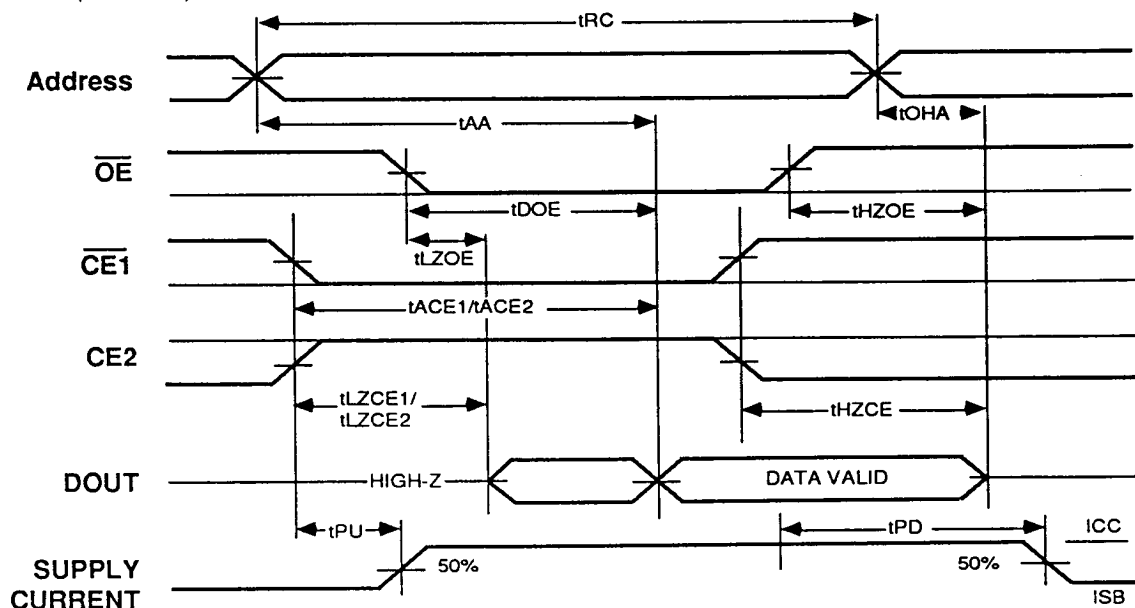 tRC
Address
tOHA
tAA
OE
tDOE
tHZOE
tLZOE
CE1
tACE1/tACE2
CE2
tLZCE1/
tLZCE2
tHZCE
DOUT
HIGH-Z
DATA VALID
tPU
tPD
ICC
50%
50%
SUPPLY
CURRENT
ISB